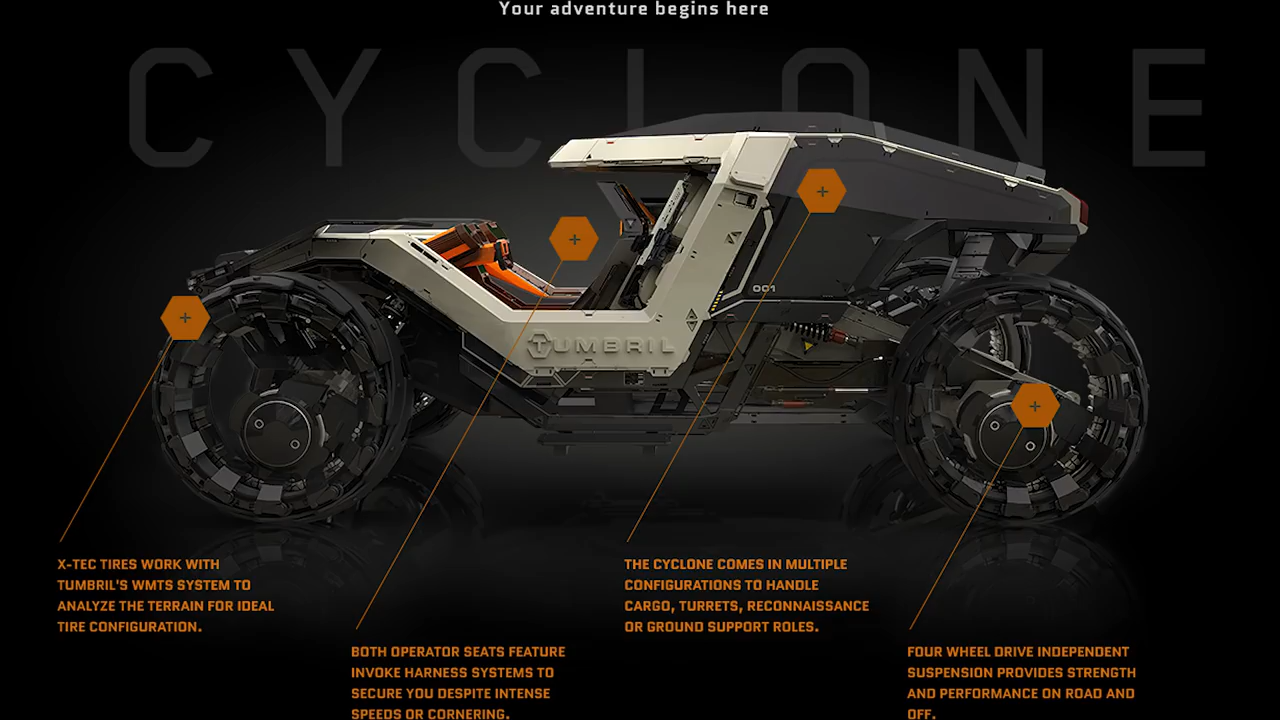 Your adventure begins here
CYCLONE
001
TUMBRIL
X-TEC TIRES WORK WITH
TUMBRIL'S WMTS SYSTEM TO
ANALYZE THE TERRAIN FOR IDEAL
TIRE CONFIGURATION.
BOTH OPERATOR SEATS FEATURE
INVOKE HARNESS SYSTEMS TO
SECURE YOU DESPITE INTENSE
SPEEDS OR CORNERING.
THE CYCLONE COMES IN MULTIPLE
CONFIGURATIONS TO HANDLE
CARGO, TURRETS, RECONNAISSANCE
OR GROUND SUPPORT ROLES.
FOUR WHEEL DRIVE INDEPENDENT
SUSPENSION PROVIDES STRENGTH
AND PERFORMANCE ON ROAD AND
OFF.